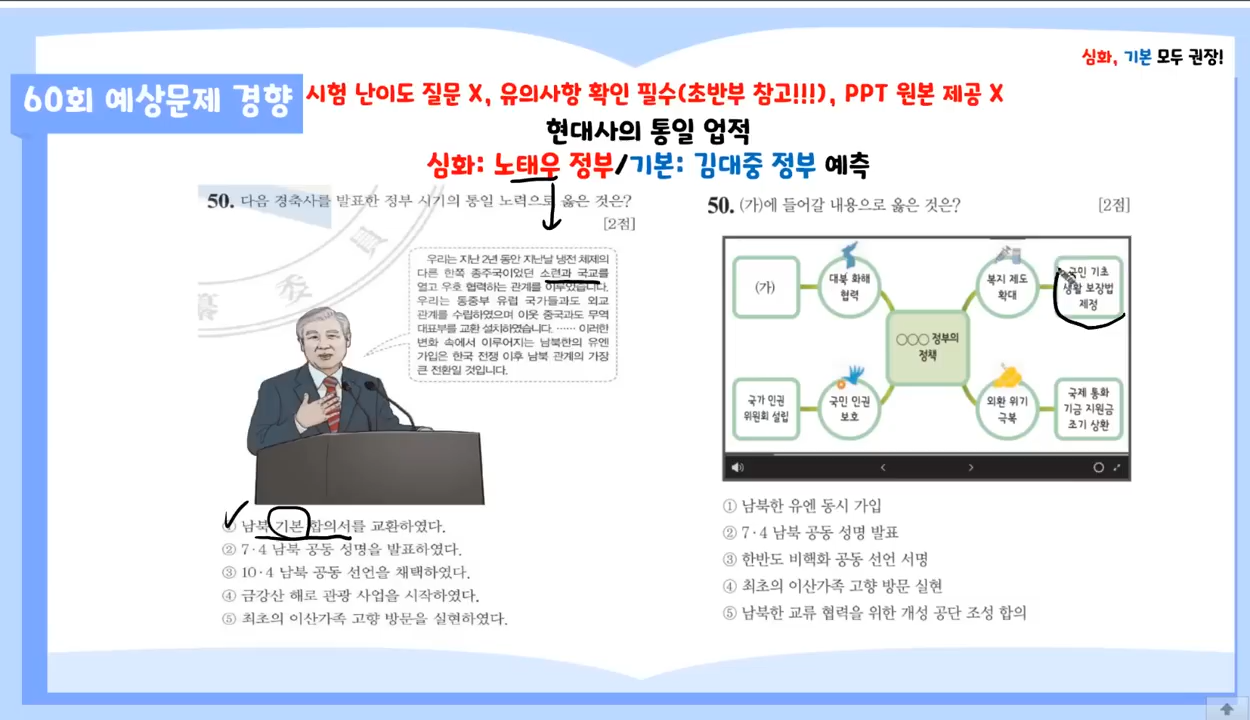 심화, 기본 모두 권장!
60회 예상문제 경향
시험 난이도 질문 X, 유의사항 확인 필수(초반부 참고!!!), PPT 원본 제공 X
현대사의 통일 업적
심화: 노태우 정부/기본: 김대중 정부 예측
50. 다음 경축사를 발표한 정부 시기의 통일 노력으로 옳은 것은?
[2점]
우리는 지난 2년 동안 지난날 냉전 체제의
다른 한쪽 종주국이었던 소련과 국교를
열고 우호 협력하는 관계를 이루었습니다.
우리는 동중부 유럽 국가들과도 외교
관계를 수립하였으며 이웃 중국과도 무역
대표부를 교환 설치하였습니다. …… 이러한
변화 속에서 이루어지는 남북한의 유엔
가입은 한국 전쟁 이후 남북 관계의 가장
큰 전환일 것입니다.
① 남북 기본 합의서를 교환하였다.
② 7·4 남북 공동 성명을 발표하였다.
③ 10·4 남북 공동 선언을 채택하였다.
④ 금강산 해로 관광 사업을 시작하였다.
⑤ 최초의 이산가족 고향 방문을 실현하였다.
50. (가)에 들어갈 내용으로 옳은 것은?
[2점]
(가)
대북 화해
협력
복지 제도
확대
국민 기초
생활 보장법
제정
○○○ 정부의
정책
국가 인권
위원회 설립
국민 인권
보호
외환 위기
극복
국제 통화
기금 지원금
조기 상환
① 남북한 유엔 동시 가입
② 7·4 남북 공동 성명 발표
③ 한반도 비핵화 공동 선언 서명
④ 최초의 이산가족 고향 방문 실현
⑤ 남북한 교류 협력을 위한 개성 공단 조성 합의